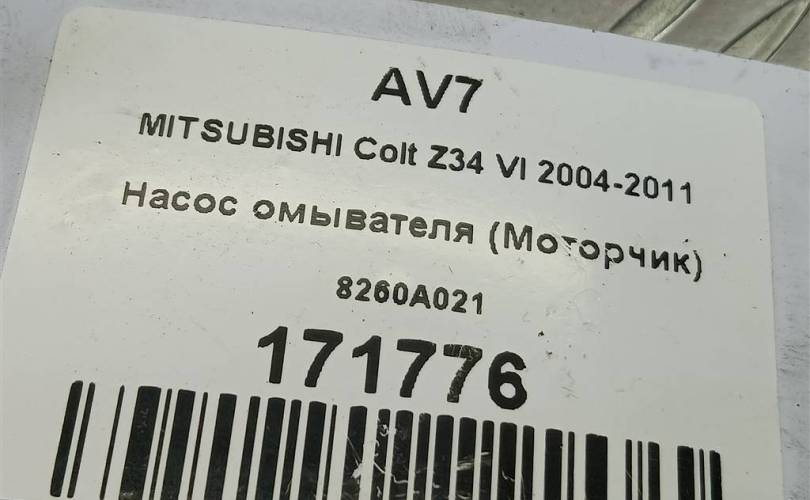 AV7
MITSUBISHI Colt Z34 VI 2004-2011
Насос омывателя (Моторчик)
8260A021
171776